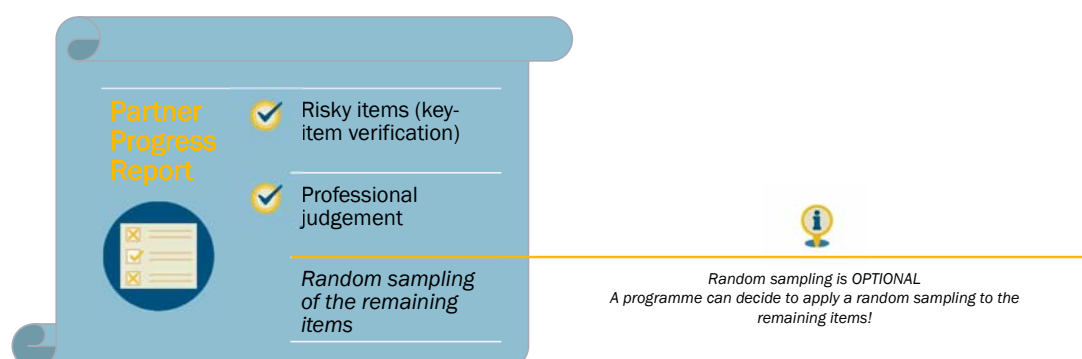 Partner
Progress
Report
Risky items (key-
item verification)
Professional
judgement
Random sampling
of the remaining
items
i
Random sampling is OPTIONAL
A programme can decide to apply a random sampling to the
remaining items!